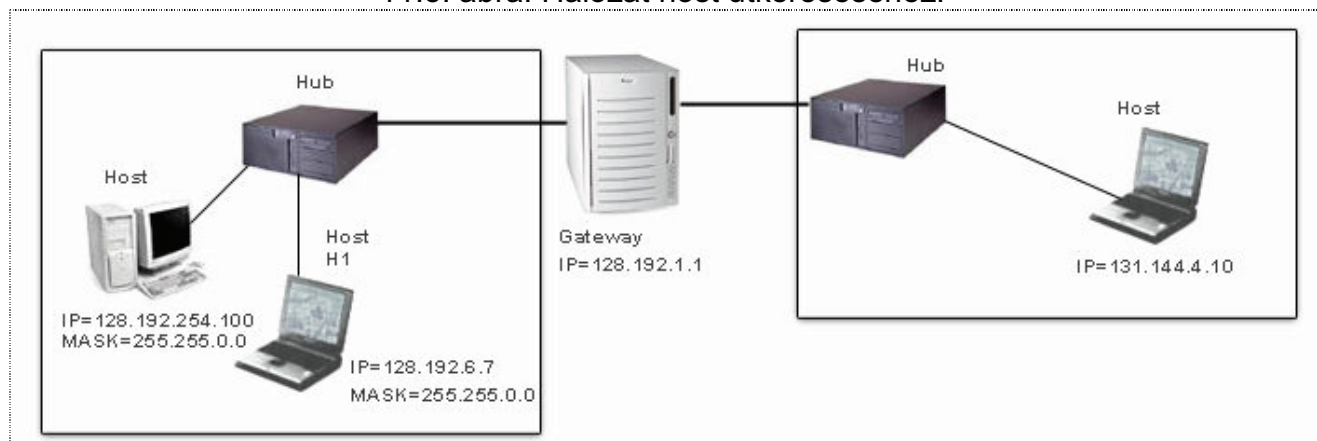 Hub
Hub
Host
Host
Host
H1
Gateway
IP=128.192.1.1
IP=131.144.4.10
IP=128.192.254.100
MASK=255.255.0.0
IP=128.192.6.7
MASK=255.255.0.0